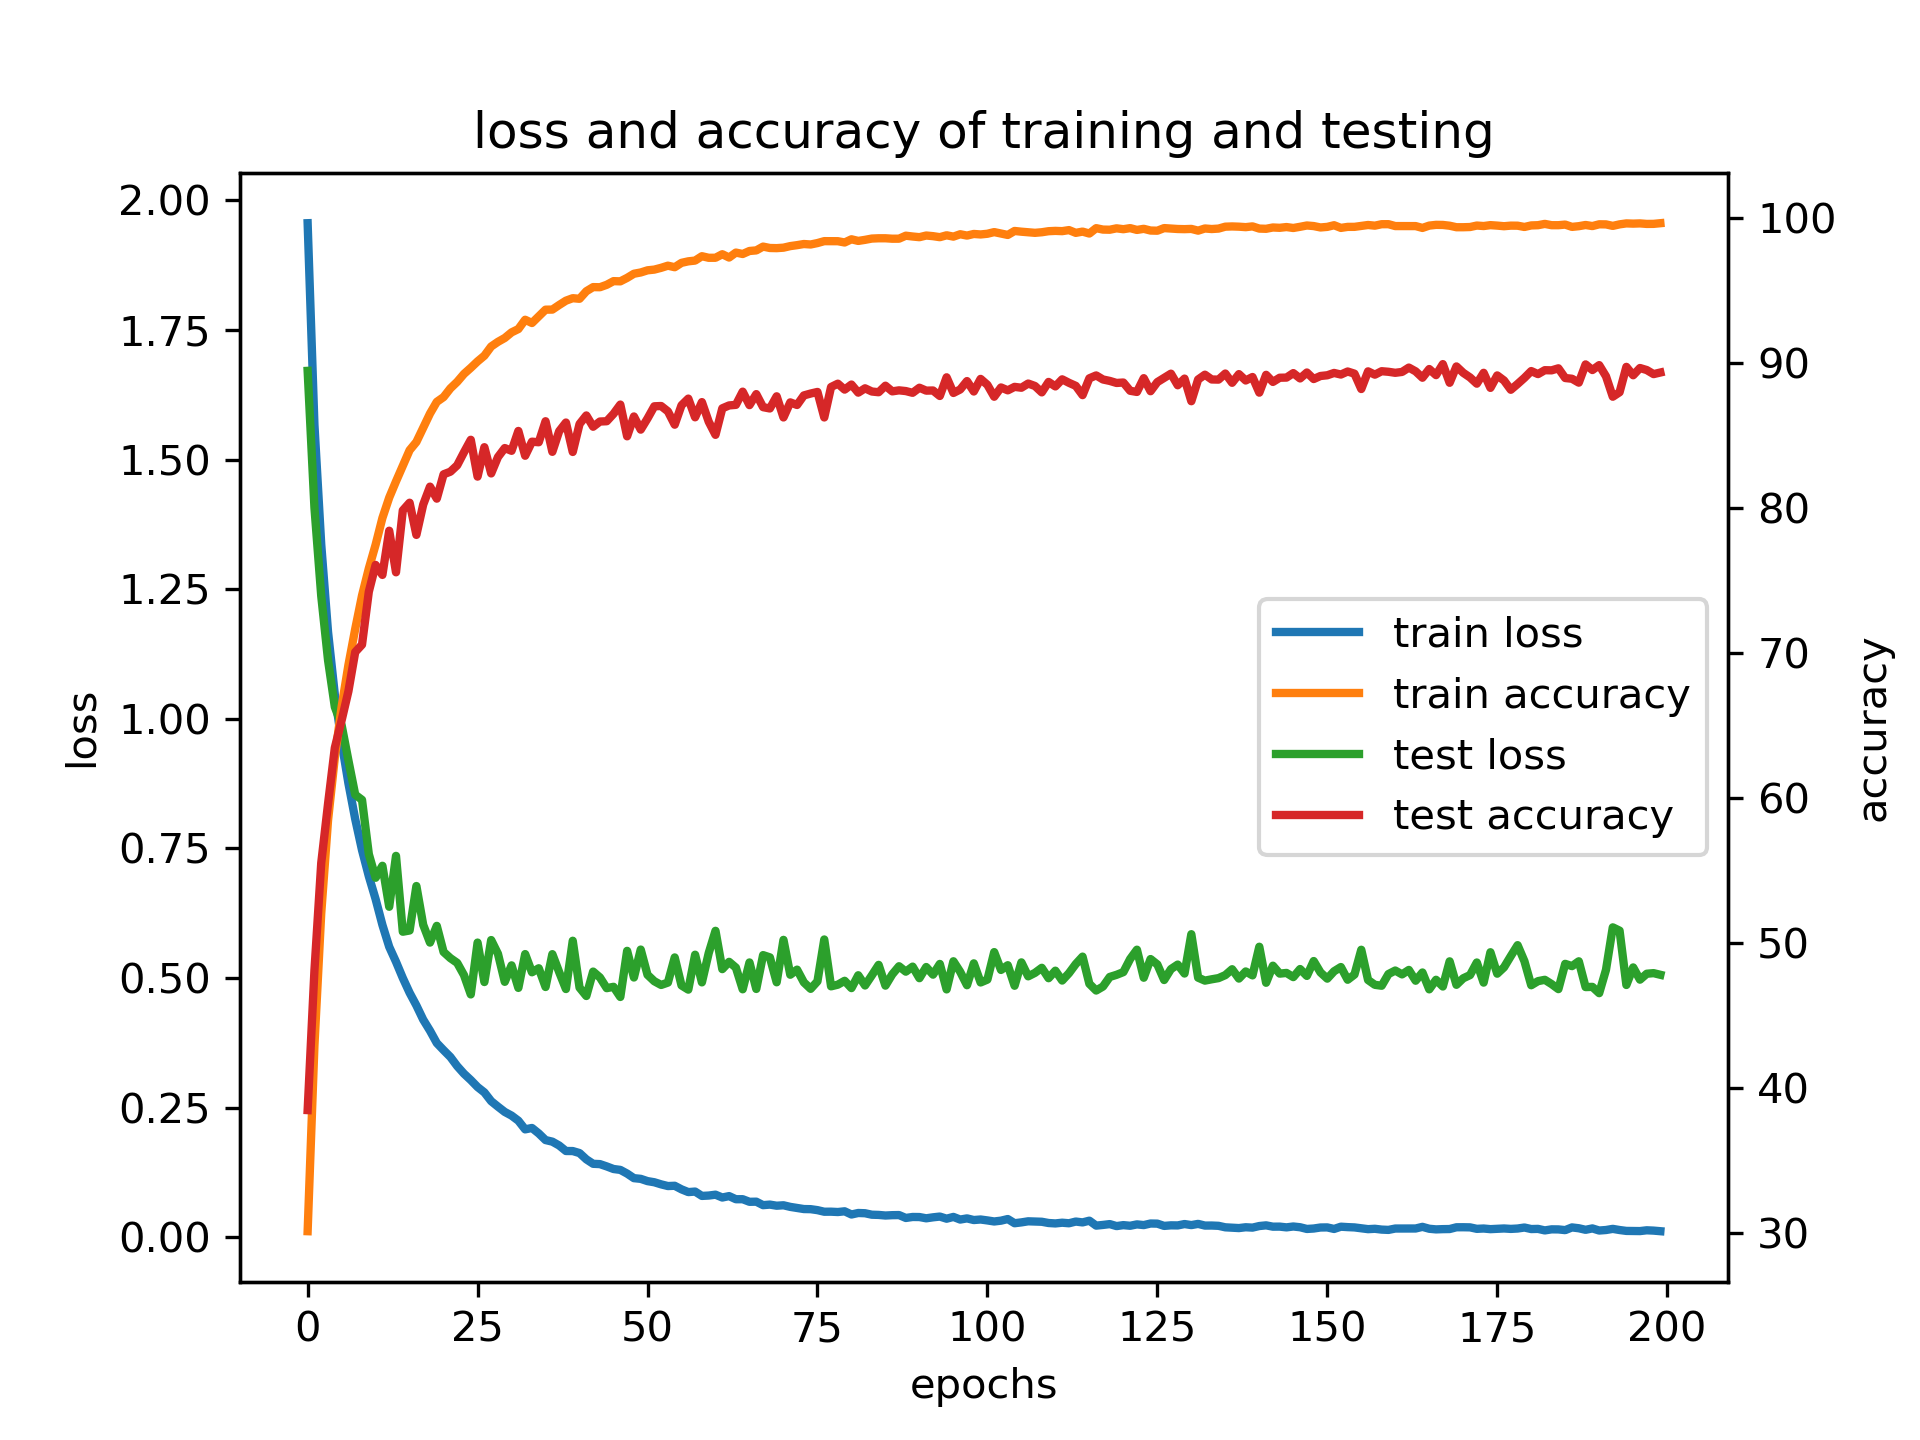 loss and accuracy of training and testing
2.00
1.75
1.50
1.25
1.00
0.75
0.50
0.25
0.00
loss
100
90
80
70
60
50
40
30
accuracy
train loss
train accuracy
test loss
test accuracy
0 25 50 75 100 125 150 175 200
epochs